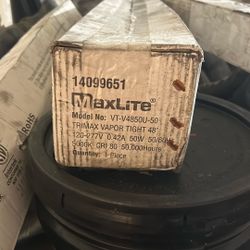 14099651
MAXLITE®
Model No: VT-V4850U-50
TRIMAX VAPOR TIGHT 48"
120-277V 0.42A 50W 50/60Hz
5000K CRI 80 50,000Hours
Quantity: 1 Piece
RoHS